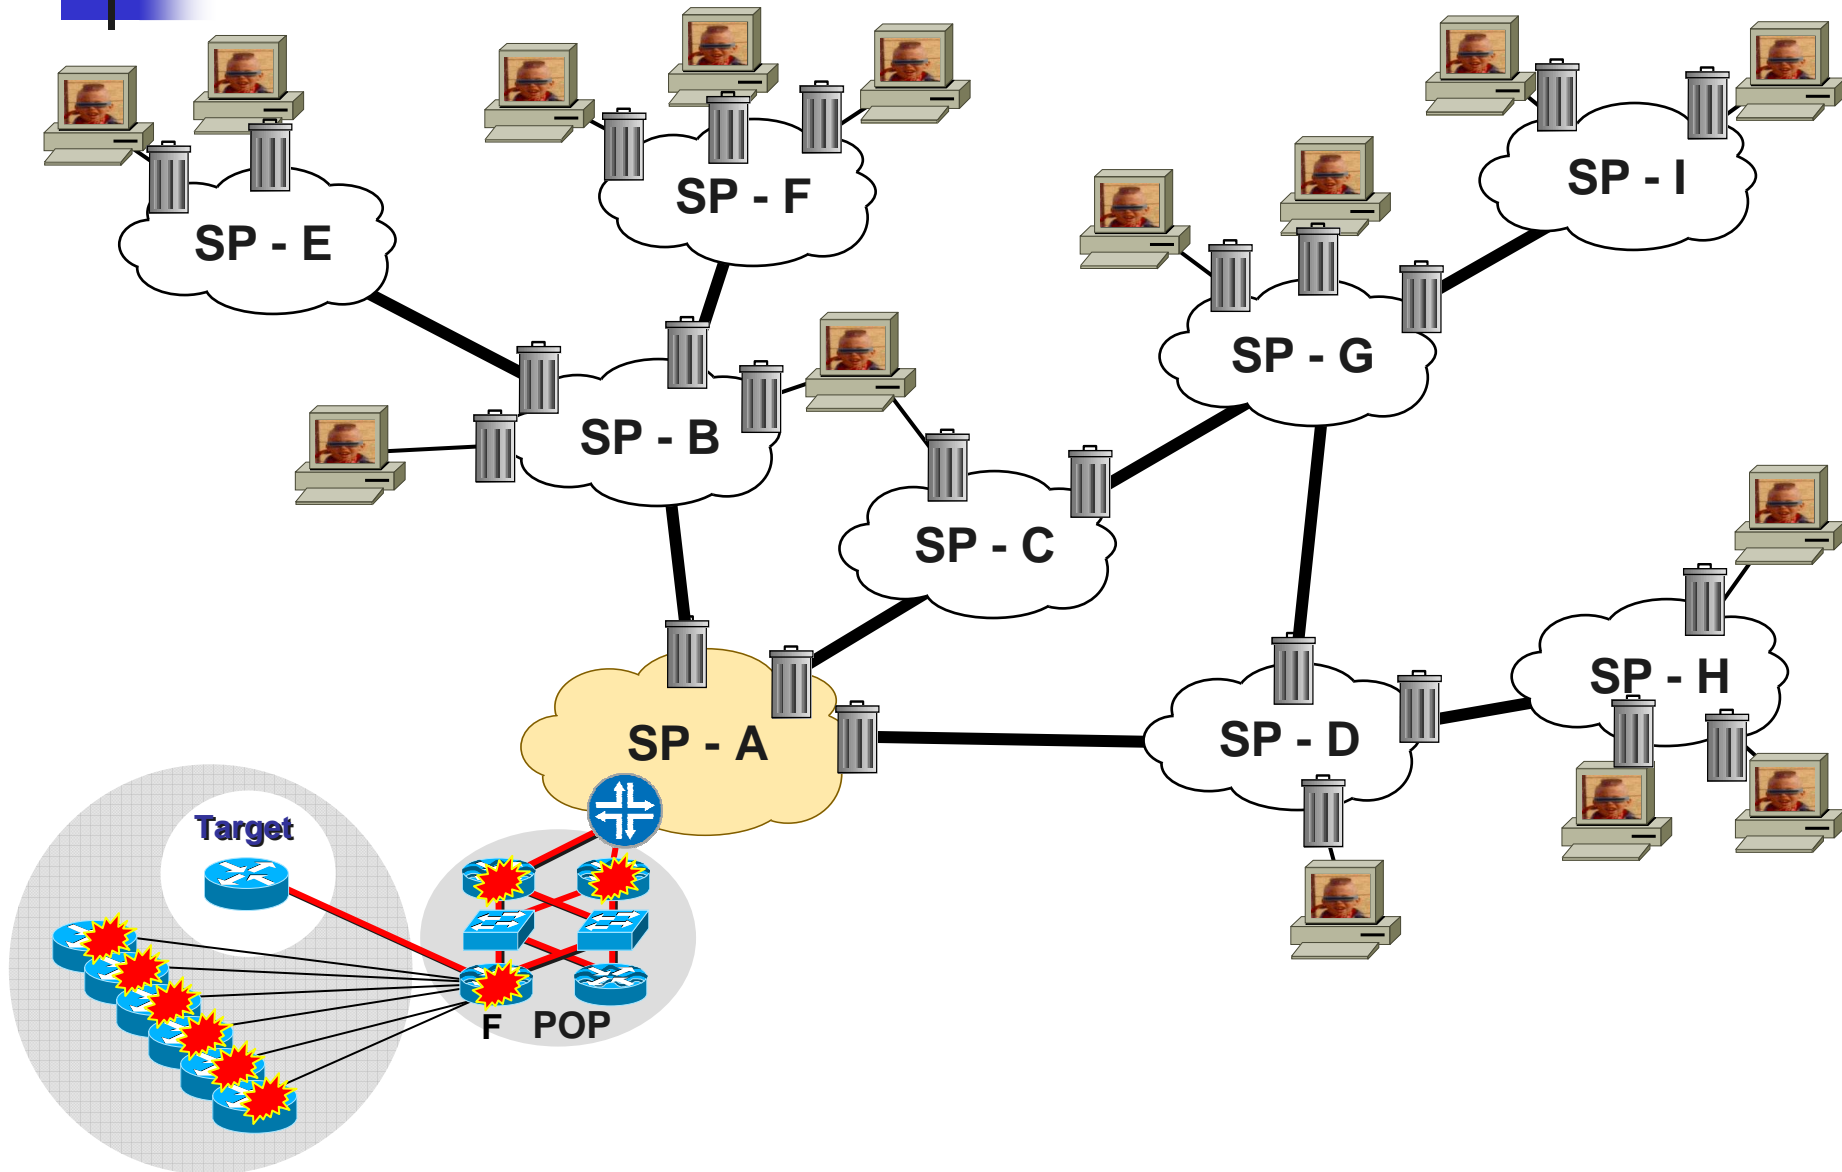 SP - I
SP - F
SP - E
SP - G
SP - B
SP - C
SP - H
SP - D
SP - A
Target
F
POP